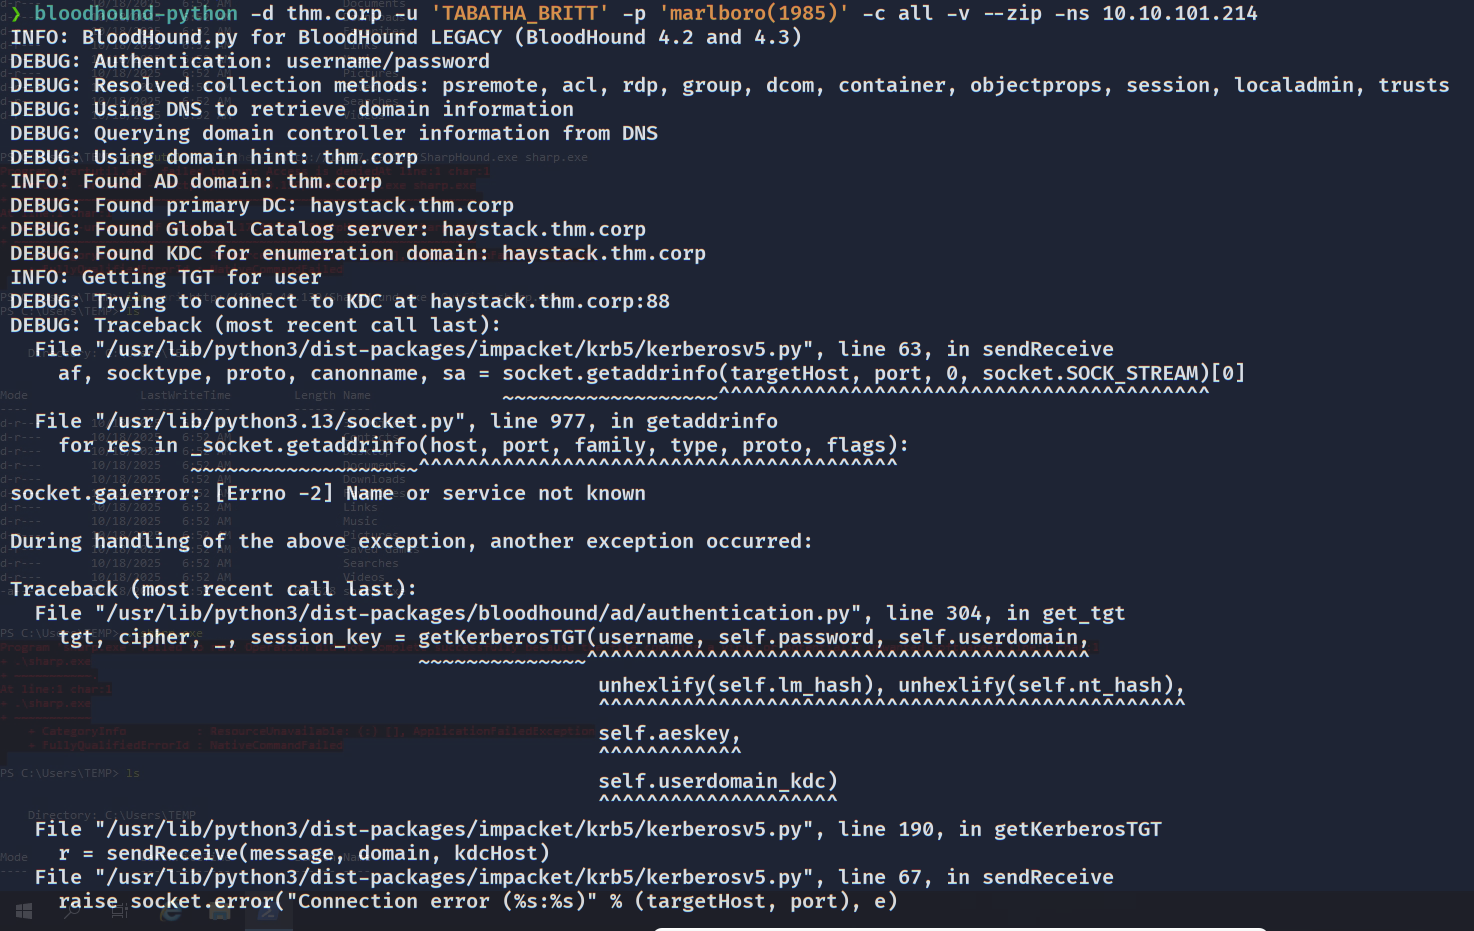 ❯ bloodhound-python -d thm.corp -u 'TABATHA_BRITT' -p 'marlboro(1985)' -c all -v --zip -ns 10.10.101.214
INFO: BloodHound.py for BloodHound LEGACY (BloodHound 4.2 and 4.3)
DEBUG: Authentication: username/password
DEBUG: Resolved collection methods: psremote, acl, rdp, group, dcom, container, objectprops, session, localadmin, trusts
DEBUG: Using DNS to retrieve domain information
DEBUG: Querying domain controller information from DNS
DEBUG: Using domain hint: thm.corp
INFO: Found AD domain: thm.corp
DEBUG: Found primary DC: haystack.thm.corp
DEBUG: Found Global Catalog server: haystack.thm.corp
DEBUG: Found KDC for enumeration domain: haystack.thm.corp
INFO: Getting TGT for user
DEBUG: Trying to connect to KDC at haystack.thm.corp:88
DEBUG: Traceback (most recent call last):
  File "/usr/lib/python3/dist-packages/impacket/krb5/kerberosv5.py", line 63, in sendReceive
    af, socktype, proto, canonname, sa = socket.getaddrinfo(targetHost, port, 0, socket.SOCK_STREAM)[0]
                                         ~~~~~~~~~~~~~~~~~~^^^^^^^^^^^^^^^^^^^^^^^^^^^^^^^^^^^^^^^^^
  File "/usr/lib/python3.13/socket.py", line 977, in getaddrinfo
    for res in _socket.getaddrinfo(host, port, family, type, proto, flags):
               ~~~~~~~~~~~~~~~~~~~^^^^^^^^^^^^^^^^^^^^^^^^^^^^^^^^^^^^^^^^
socket.gaierror: [Errno -2] Name or service not known
During handling of the above exception, another exception occurred:
Traceback (most recent call last):
  File "/usr/lib/python3/dist-packages/bloodhound/ad/authentication.py", line 304, in get_tgt
    tgt, cipher, _, session_key = getKerberosTGT(username, self.password, self.userdomain,
                                  ~~~~~~~~~~~~~~^^^^^^^^^^^^^^^^^^^^^^^^^^^^^^^^^^^^^^^^^^
                                                 unhexlify(self.lm_hash), unhexlify(self.nt_hash),
                                                 ^^^^^^^^^^^^^^^^^^^^^^^^^^^^^^^^^^^^^^^^^^^^^^^^^
                                                 self.aeskey,
                                                 ^^^^^^^^^^^^
                                                 self.userdomain_kdc)
                                                 ^^^^^^^^^^^^^^^^^^^^
  File "/usr/lib/python3/dist-packages/impacket/krb5/kerberosv5.py", line 190, in getKerberosTGT
    r = sendReceive(message, domain, kdcHost)
  File "/usr/lib/python3/dist-packages/impacket/krb5/kerberosv5.py", line 67, in sendReceive
    raise socket.error("Connection error (%s:%s)" % (targetHost, port), e)